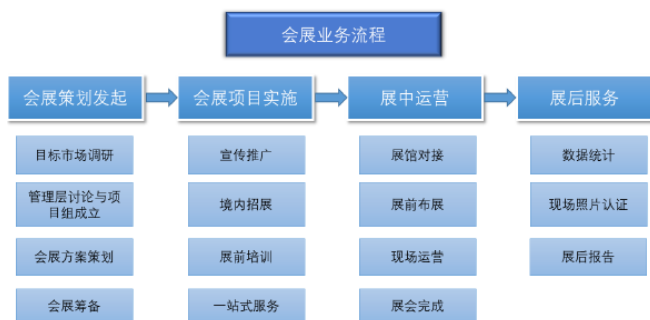 会展业务流程
会展策划发起
会展项目实施
展中运营
展后服务
目标市场调研
管理层讨论与项
目组成立
会展方案策划
会展筹备
宣传推广
境内招展
展前培训
一站式服务
展馆对接
展前布展
现场运营
展会完成
数据统计
现场照片认证
展后报告